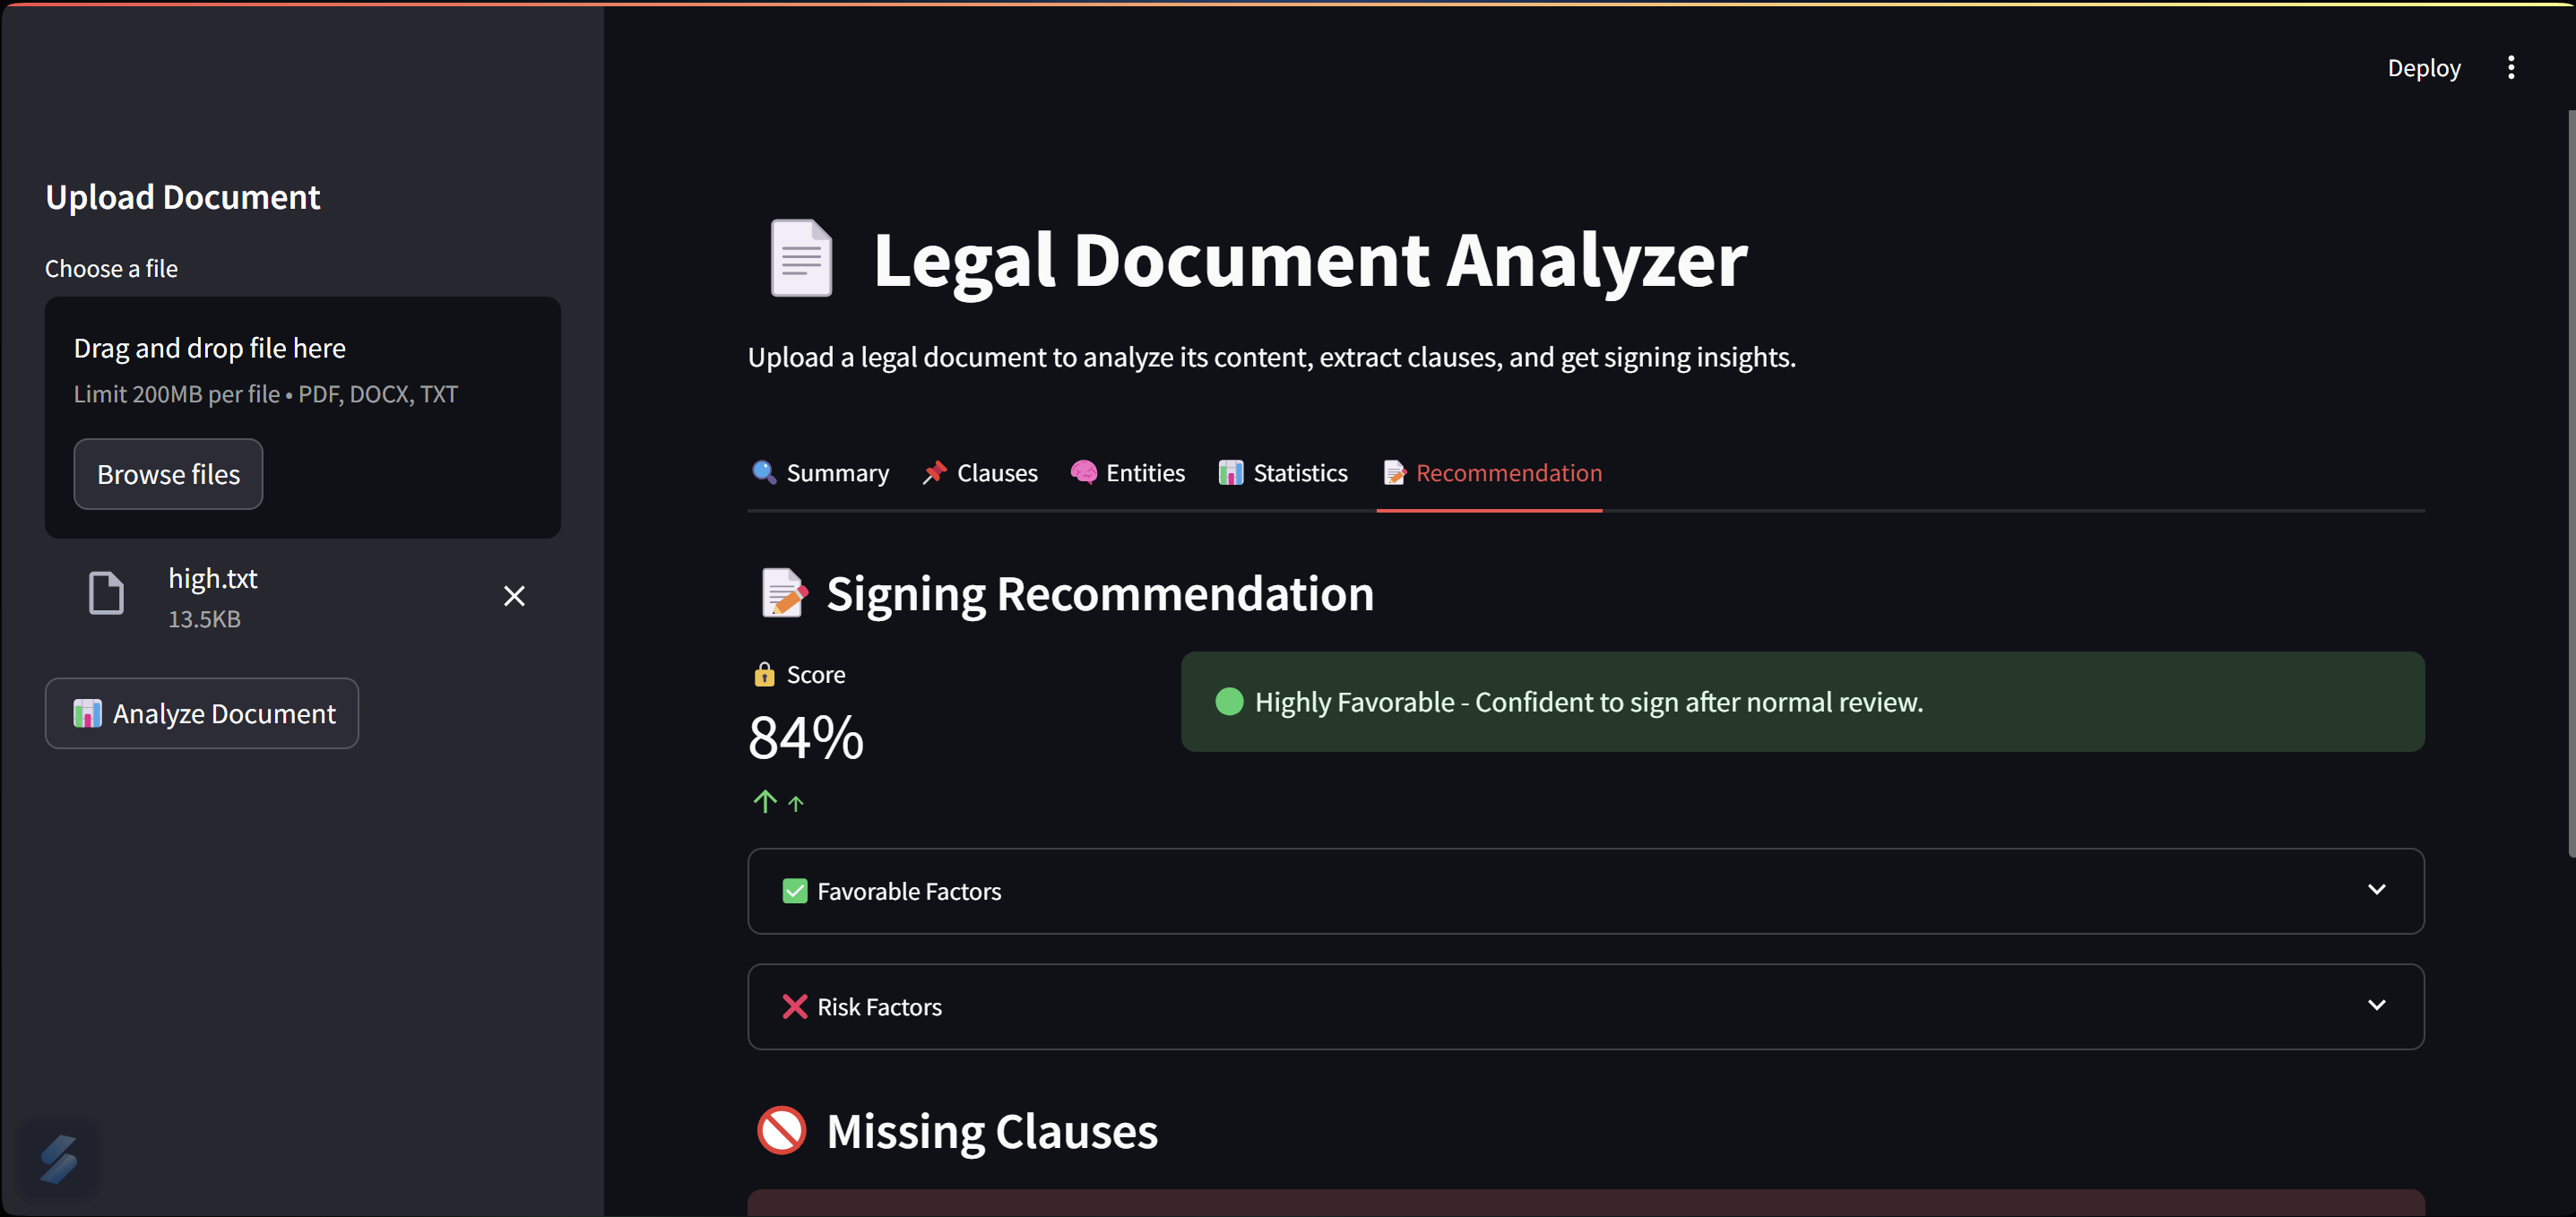 Deploy
Upload Document
Choose a file
Drag and drop file here
Limit 200MB per file • PDF, DOCX, TXT
Browse files
high.txt
13.5KB
Analyze Document
Legal Document Analyzer
Upload a legal document to analyze its content, extract clauses, and get signing insights.
Summary Clauses Entities Statistics Recommendation
Signing Recommendation
Score
84%
Highly Favorable - Confident to sign after normal review.
Favorable Factors
Risk Factors
Missing Clauses